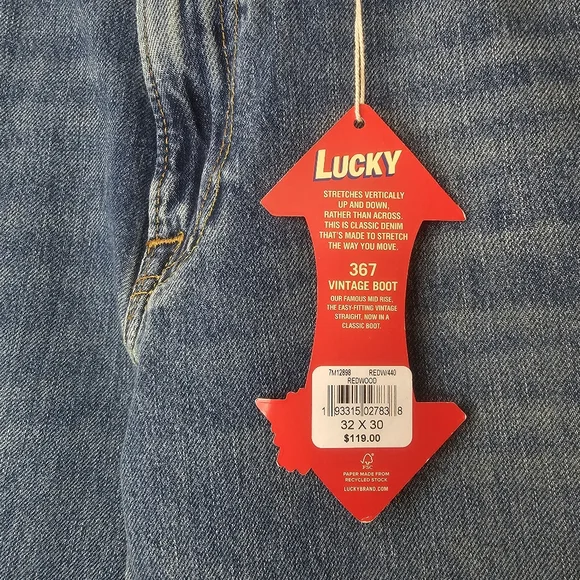 LUCKY
STRETCHES VERTICALLY
UP AND DOWN,
RATHER THAN ACROSS.
THIS IS CLASSIC DENIM
THAT'S MADE TO STRETCH
THE WAY YOU MOVE.
367
VINTAGE BOOT
OUR FAMOUS MID RISE,
THE EASY-FITTING VINTAGE
STRAIGHT, NOW IN A
CLASSIC BOOT.
7M12898 REDW/440
REDWOOD
1 93315 02783 8
32 X 30
$119.00
FSC
PAPER MADE FROM
RECYCLED STOCK
LUCKYBRAND.COM